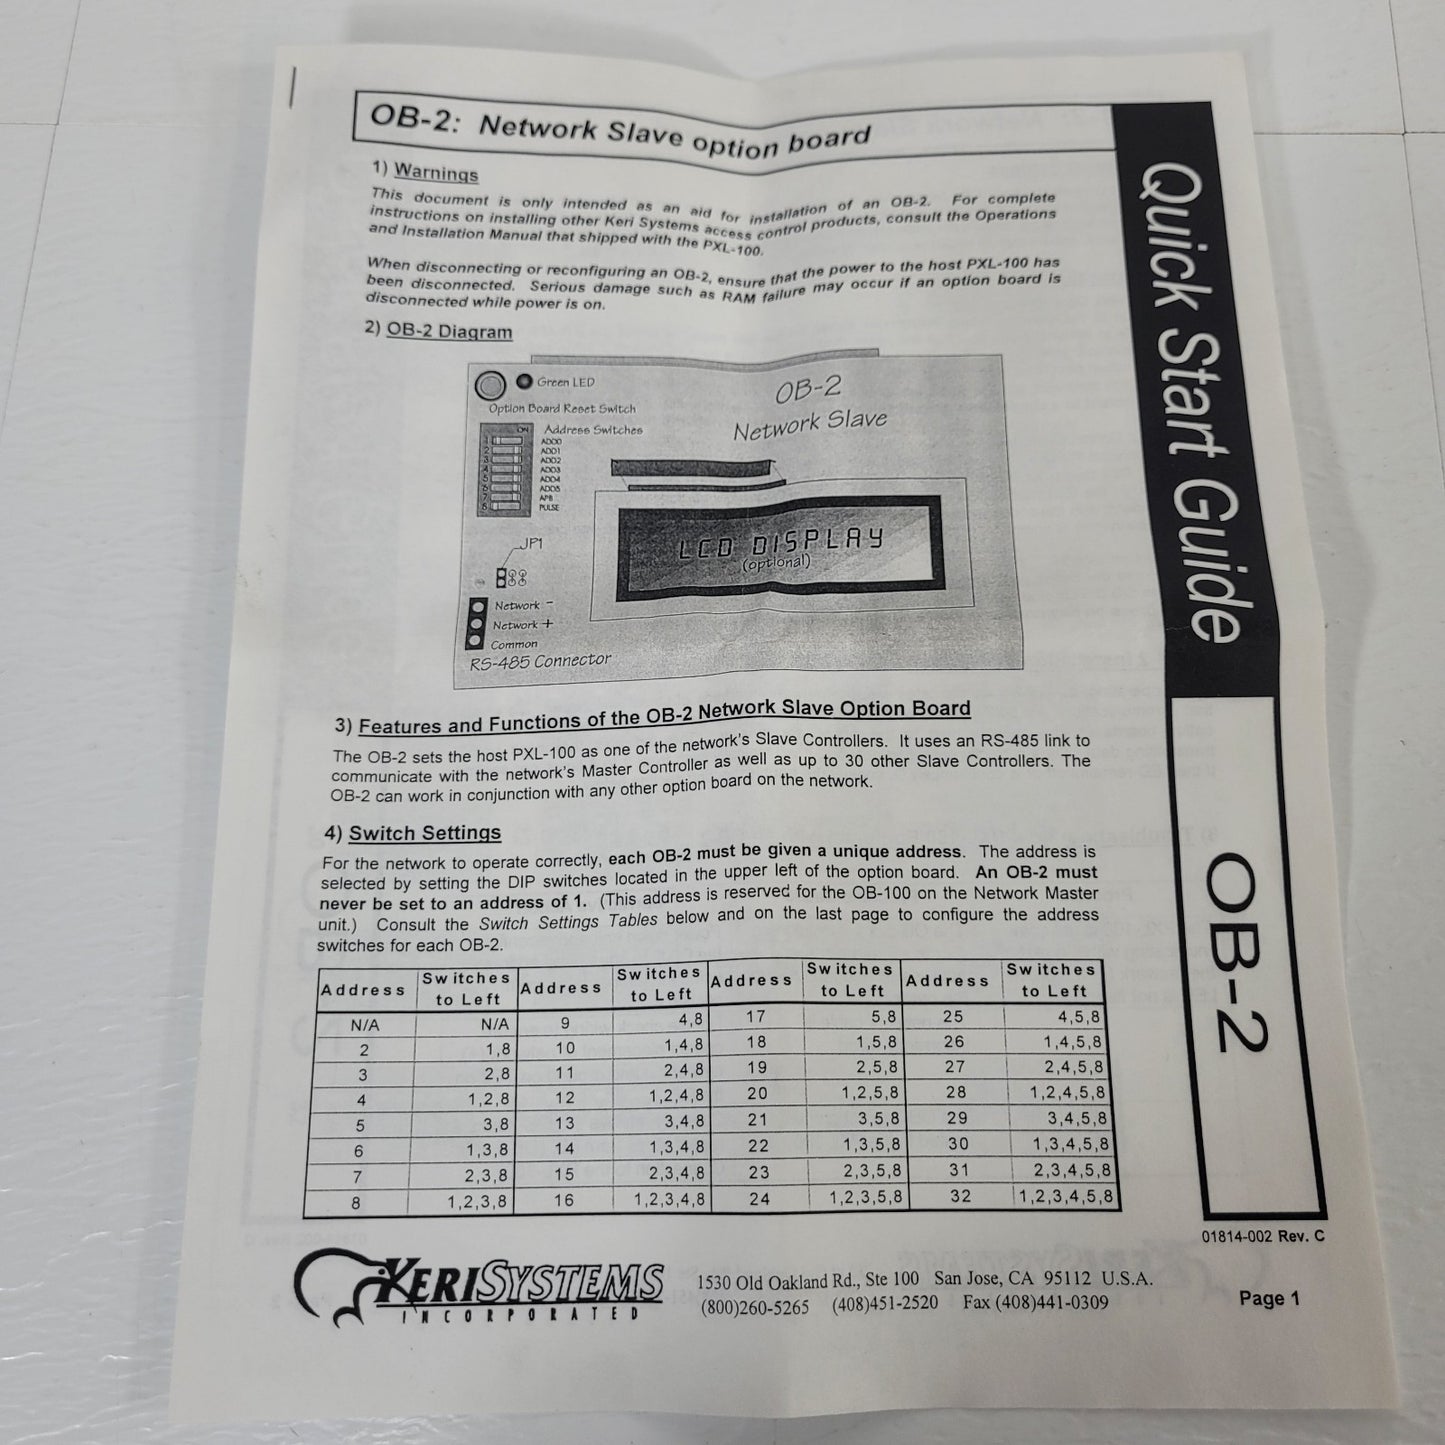 OB-2: Network Slave option board
1) Warnings
This document is only intended as an aid for installation of an OB-2. For complete
instructions on installing other Keri Systems access control products, consult the Operations
and Installation Manual that shipped with the PXL-100.
When disconnecting or reconfiguring an OB-2, ensure that the power to the host PXL-100 has
been disconnected. Serious damage such as RAM failure may occur if an option board is
disconnected while power is on.
2) OB-2 Diagram
Green LED
Option Board Reset Switch
OB-2
Network Slave
Address Switches
ON
1 ADD0
2 ADD1
3 ADD2
4 ADD3
5 ADD4
6 ADD5
7 APB
8 PULSE
LCD DISPLAY
(optional)
JP1
Network -
Network +
Common
RS-485 Connector
3) Features and Functions of the OB-2 Network Slave Option Board
The OB-2 sets the host PXL-100 as one of the network's Slave Controllers. It uses an RS-485 link to
communicate with the network's Master Controller as well as up to 30 other Slave Controllers. The
OB-2 can work in conjunction with any other option board on the network.
4) Switch Settings
For the network to operate correctly, each OB-2 must be given a unique address. The address is
selected by setting the DIP switches located in the upper left of the option board. An OB-2 must
never be set to an address of 1. (This address is reserved for the OB-100 on the Network Master
unit.) Consult the Switch Settings Tables below and on the last page to configure the address
switches for each OB-2.
Address Switches to Left Address Switches to Left Address Switches to Left Address Switches to Left
N/A N/A 9 4,8 17 5,8 25 4,5,8
2 1,8 10 1,4,8 18 1,5,8 26 1,4,5,8
3 2,8 11 2,4,8 19 2,5,8 27 2,4,5,8
4 1,2,8 12 1,2,4,8 20 1,2,5,8 28 1,2,4,5,8
5 3,8 13 3,4,8 21 3,5,8 29 3,4,5,8
6 1,3,8 14 1,3,4,8 22 1,3,5,8 30 1,3,4,5,8
7 2,3,8 15 2,3,4,8 23 2,3,5,8 31 2,3,4,5,8
8 1,2,3,8 16 1,2,3,4,8 24 1,2,3,5,8 32 1,2,3,4,5,8
Quick Start Guide
OB-2
01814-002 Rev. C
KERI SYSTEMS
INCORPORATED
1530 Old Oakland Rd., Ste 100 San Jose, CA 95112 U.S.A.
(800)260-5265 (408)451-2520 Fax (408)441-0309
Page 1